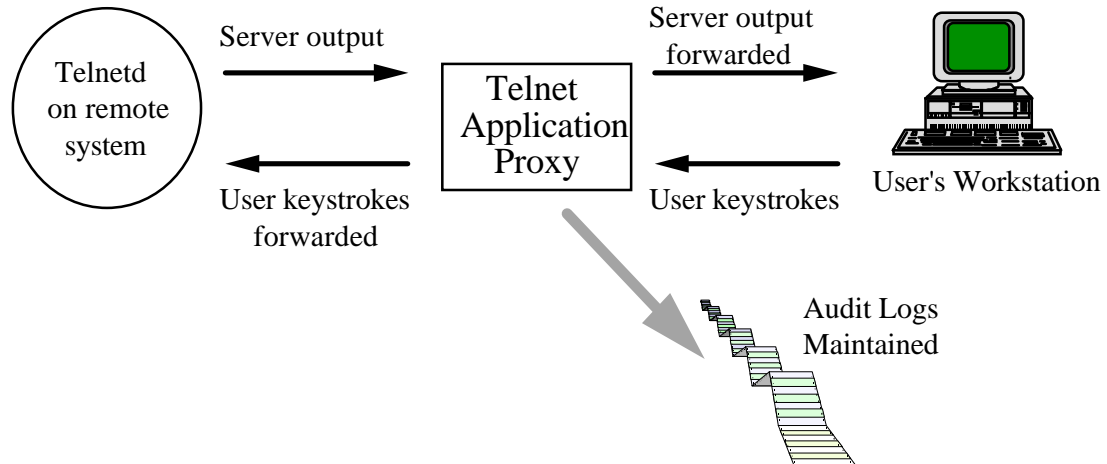 Server output
Telnetd
on remote
system
User keystrokes
forwarded
Telnet
Application
Proxy
Server output
forwarded
User keystrokes
User's Workstation
Audit Logs
Maintained